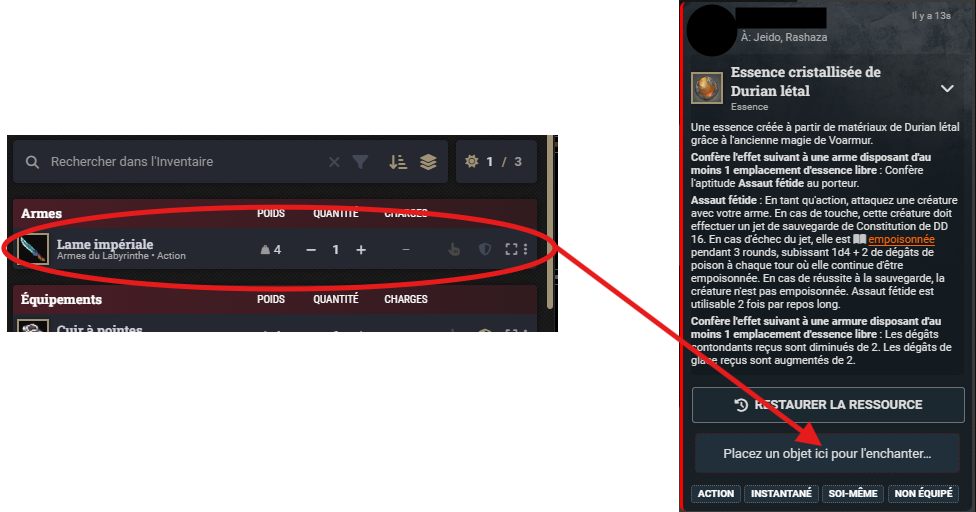 Rechercher dans l'Inventaire
1 / 3
Armes POIDS QUANTITÉ CHARGES
Lame impériale
Armes du Labyrinthe • Action
4 − 1 + –
Équipements POIDS QUANTITÉ CHARGES
Cuir à pointes
Il y a 13s
À: Jeido, Rashaza
Essence cristallisée de
Durian létal
Essence
Une essence créée à partir de matériaux de Durian létal
grâce à l'ancienne magie de Voarmur.
Confère l'effet suivant à une arme disposant d'au
moins 1 emplacement d'essence libre : Confère
l'aptitude Assaut fétide au porteur.
Assaut fétide : En tant qu'action, attaquez une créature
avec votre arme. En cas de touche, cette créature doit
effectuer un jet de sauvegarde de Constitution de DD
16. En cas d'échec du jet, elle est empoisonnée
pendant 3 rounds, subissant 1d4 + 2 de dégâts de
poison à chaque tour où elle continue d'être
empoisonnée. En cas de réussite à la sauvegarde, la
créature n'est pas empoisonnée. Assaut fétide est
utilisable 2 fois par repos long.
Confère l'effet suivant à une armure disposant d'au
moins 1 emplacement d'essence libre : Les dégâts
contondants reçus sont diminués de 2. Les dégâts de
glace reçus sont augmentés de 2.
RESTAURER LA RESSOURCE
Placez un objet ici pour l'enchanter...
ACTION INSTANTANÉ SOI-MÊME NON ÉQUIPÉ